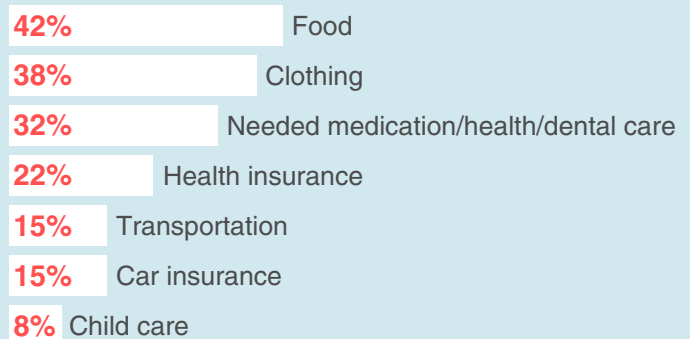 42% Food
38% Clothing
32% Needed medication/health/dental care
22% Health insurance
15% Transportation
15% Car insurance
8% Child care